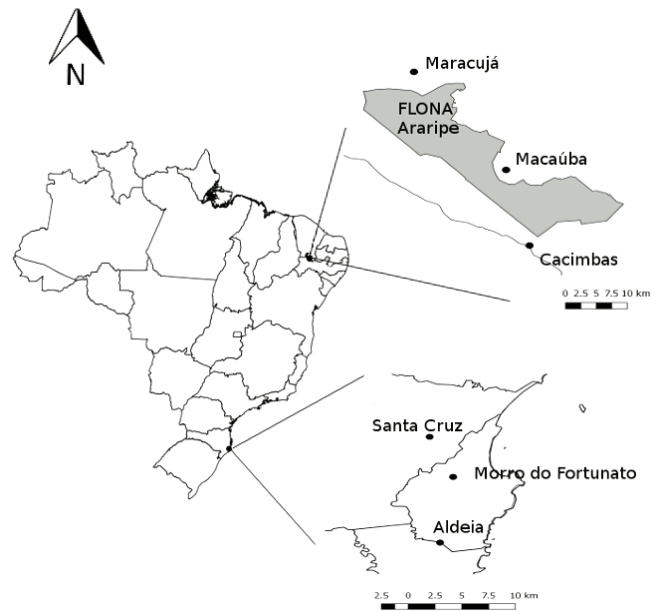 N
Maracujá
FLONA
Araripe
Macaúba
Cacimbas
0 2.5 5 7.5 10 km
Santa Cruz
Morro do Fortunato
Aldeia
2.5 0 2.5 5 7.5 10 km